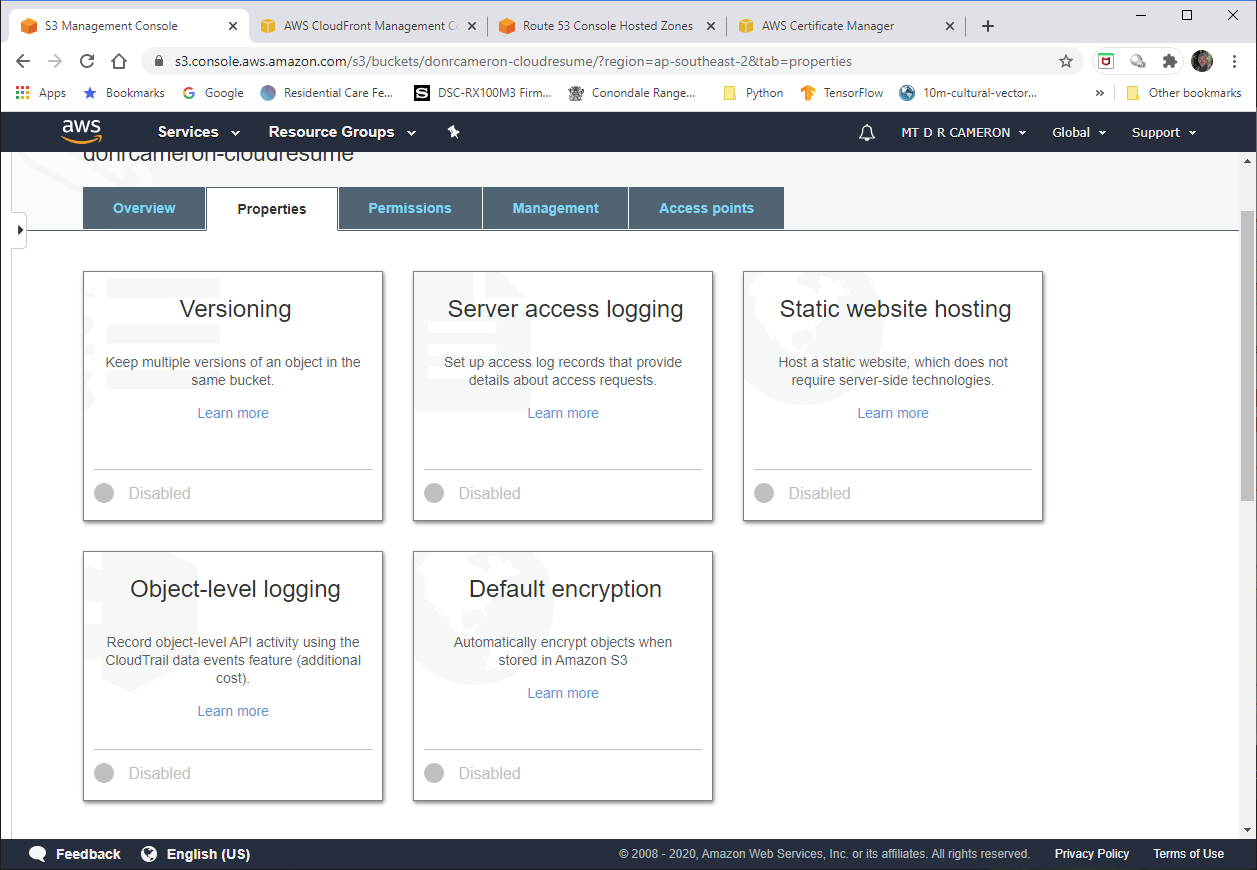 S3 Management Console
AWS CloudFront Management Co
Route 53 Console Hosted Zones
AWS Certificate Manager
s3.console.aws.amazon.com/s3/buckets/donrcameron-cloudresume/?region=ap-southeast-2&tab=properties
Apps
Bookmarks
Google
Residential Care Fe...
DSC-RX100M3 Firm...
Conondale Range...
Python
TensorFlow
10m-cultural-vector...
»
Other bookmarks
aws
Services
Resource Groups
MT D R CAMERON
Global
Support
donrcameron-cloudresume
Overview
Properties
Permissions
Management
Access points
Versioning
Keep multiple versions of an object in the
same bucket.
Learn more
Disabled
Server access logging
Set up access log records that provide
details about access requests.
Learn more
Disabled
Static website hosting
Host a static website, which does not
require server-side technologies.
Learn more
Disabled
Object-level logging
Record object-level API activity using the
CloudTrail data events feature (additional
cost).
Learn more
Disabled
Default encryption
Automatically encrypt objects when
stored in Amazon S3
Learn more
Disabled
Feedback
English (US)
© 2008 - 2020, Amazon Web Services, Inc. or its affiliates. All rights reserved.
Privacy Policy
Terms of Use